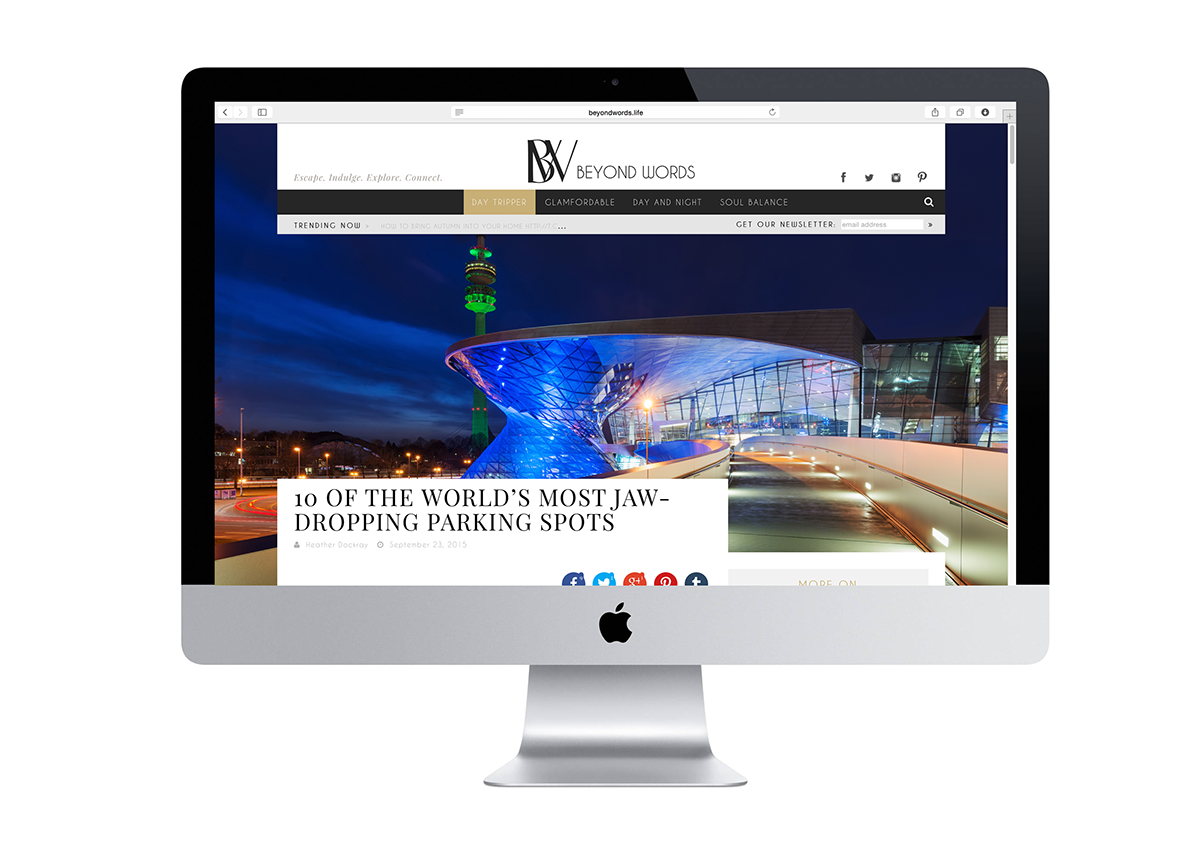 beyondwords.life
BW BEYOND WORDS
Escape. Indulge. Explore. Connect.
DAY TRIPPER GLAMFORDABLE DAY AND NIGHT SOUL BALANCE
TRENDING NOW HOW TO BRING AUTUMN INTO YOUR HOME ... GET OUR NEWSLETTER: email address »
10 OF THE WORLD'S MOST JAW-
DROPPING PARKING SPOTS
Heather Dockray September 23, 2015
MORE ON